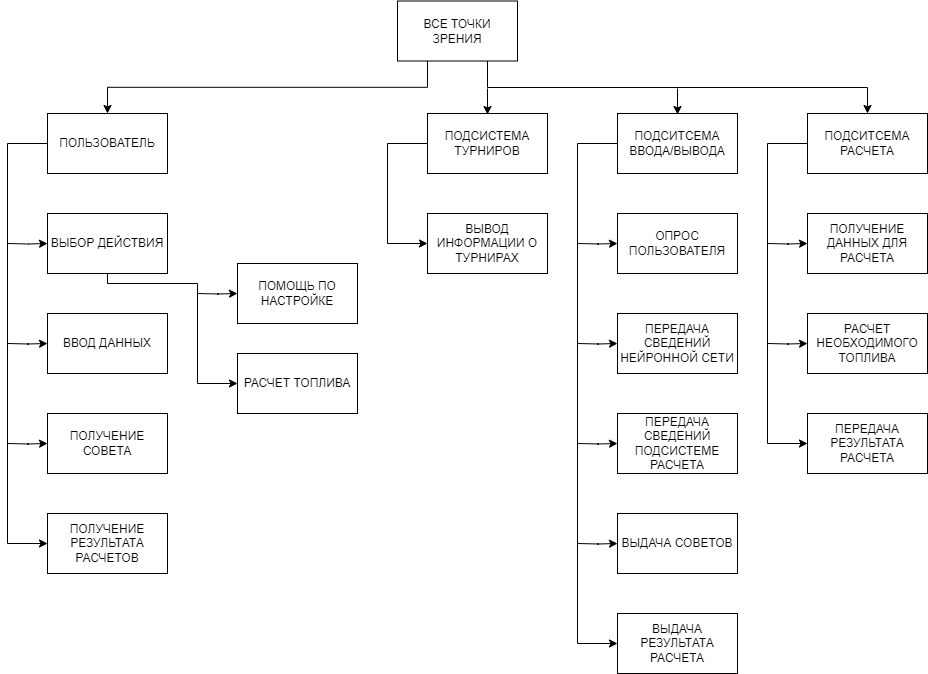 ВСЕ ТОЧКИ
ЗРЕНИЯ
ПОЛЬЗОВАТЕЛЬ
ВЫБОР ДЕЙСТВИЯ
ПОМОЩЬ ПО
НАСТРОЙКЕ
РАСЧЕТ ТОПЛИВА
ВВОД ДАННЫХ
ПОЛУЧЕНИЕ
СОВЕТА
ПОЛУЧЕНИЕ
РЕЗУЛЬТАТА
РАСЧЕТОВ
ПОДСИСТЕМА
ТУРНИРОВ
ВЫВОД
ИНФОРМАЦИИ О
ТУРНИРАХ
ПОДСИТСЕМА
ВВОДА/ВЫВОДА
ОПРОС
ПОЛЬЗОВАТЕЛЯ
ПЕРЕДАЧА
СВЕДЕНИЙ
НЕЙРОННОЙ СЕТИ
ПЕРЕДАЧА
СВЕДЕНИЙ
ПОДСИСТЕМЕ
РАСЧЕТА
ВЫДАЧА СОВЕТОВ
ВЫДАЧА
РЕЗУЛЬТАТА
РАСЧЕТА
ПОДСИТСЕМА
РАСЧЕТА
ПОЛУЧЕНИЕ
ДАННЫХ ДЛЯ
РАСЧЕТА
РАСЧЕТ
НЕОБХОДИМОГО
ТОПЛИВА
ПЕРЕДАЧА
РЕЗУЛЬТАТА
РАСЧЕТА